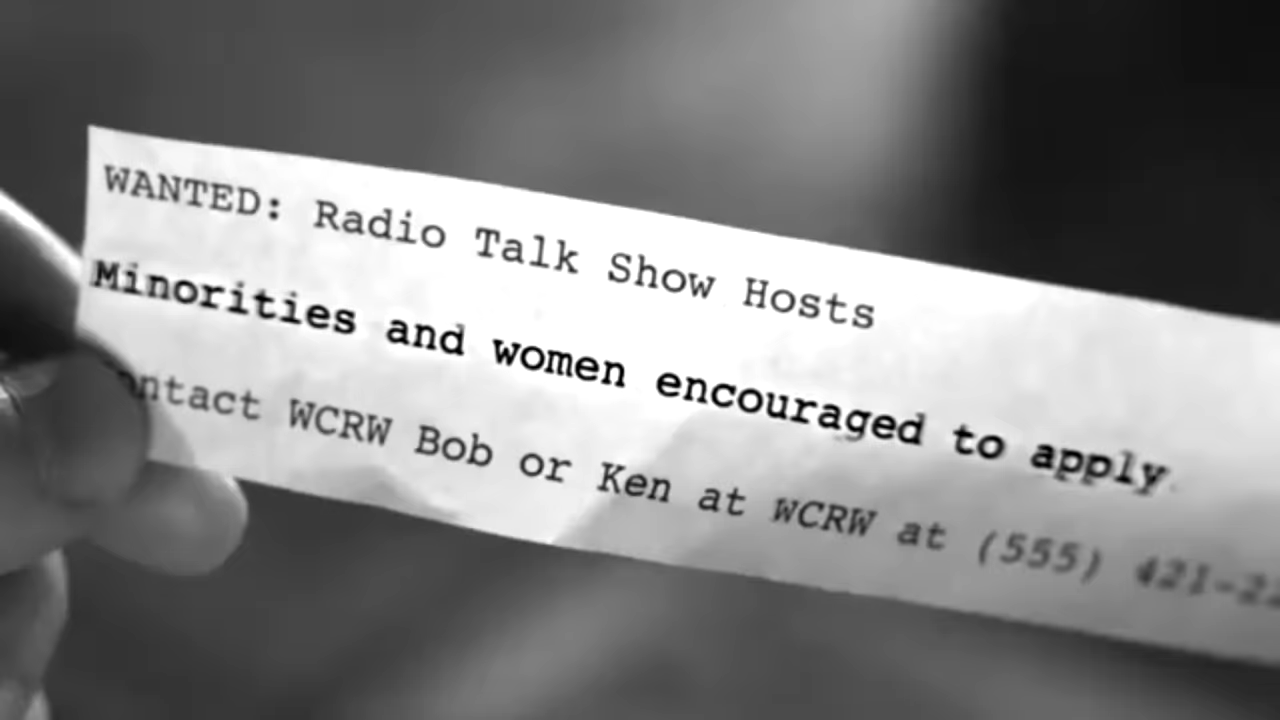 WANTED: Radio Talk Show Hosts
Minorities and women encouraged to apply.
ontact WCRW Bob or Ken at WCRW at (555) 421-22